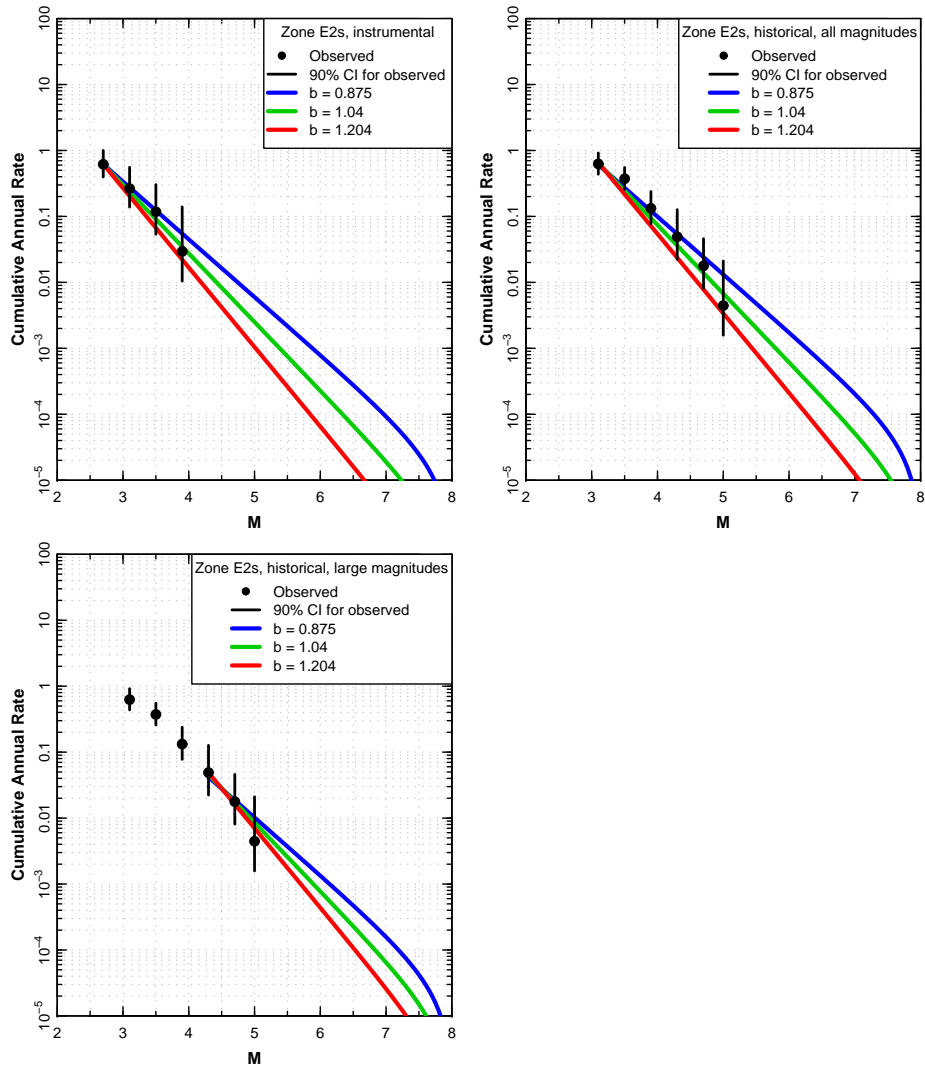 Zone E2s, instrumental
Observed
90% CI for observed
b = 0.875
b = 1.04
b = 1.204
Cumulative Annual Rate
100
10
1
0.1
0.01
10⁻³
10⁻⁴
10⁻⁵
2 3 4 5 6 7 8
M
Zone E2s, historical, all magnitudes
Observed
90% CI for observed
b = 0.875
b = 1.04
b = 1.204
Cumulative Annual Rate
100
10
1
0.1
0.01
10⁻³
10⁻⁴
10⁻⁵
2 3 4 5 6 7 8
M
Zone E2s, historical, large magnitudes
Observed
90% CI for observed
b = 0.875
b = 1.04
b = 1.204
Cumulative Annual Rate
100
10
1
0.1
0.01
10⁻³
10⁻⁴
10⁻⁵
2 3 4 5 6 7 8
M